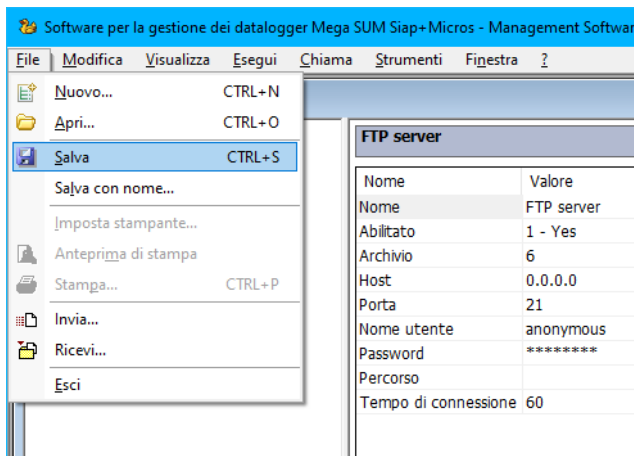 Software per la gestione dei datalogger Mega SUM Siap+Micros - Management Softwar
File Modifica Visualizza Esegui Chiama Strumenti Finestra ?
Nuovo... CTRL+N
Apri... CTRL+O
Salva CTRL+S
Salva con nome...
Imposta stampante...
Anteprima di stampa
Stampa... CTRL+P
Invia...
Ricevi...
Esci
FTP server
Nome Valore
Nome FTP server
Abilitato 1 - Yes
Archivio 6
Host 0.0.0.0
Porta 21
Nome utente anonymous
Password ********
Percorso
Tempo di connessione 60